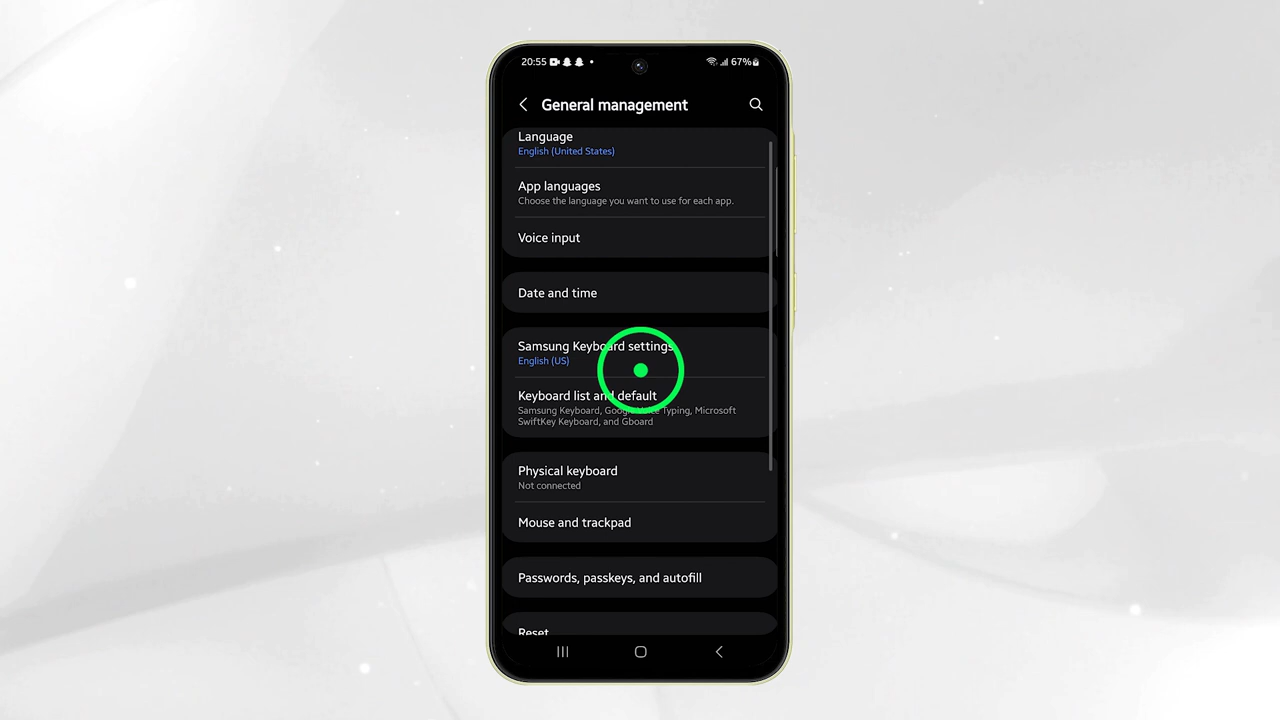 20:55
67%
General management
Language
English (United States)
App languages
Choose the language you want to use for each app.
Voice input
Date and time
Samsung Keyboard settings
English (US)
Keyboard list and default
Samsung Keyboard, Google Voice Typing, Microsoft
SwiftKey Keyboard, and Gboard
Physical keyboard
Not connected
Mouse and trackpad
Passwords, passkeys, and autofill
Reset